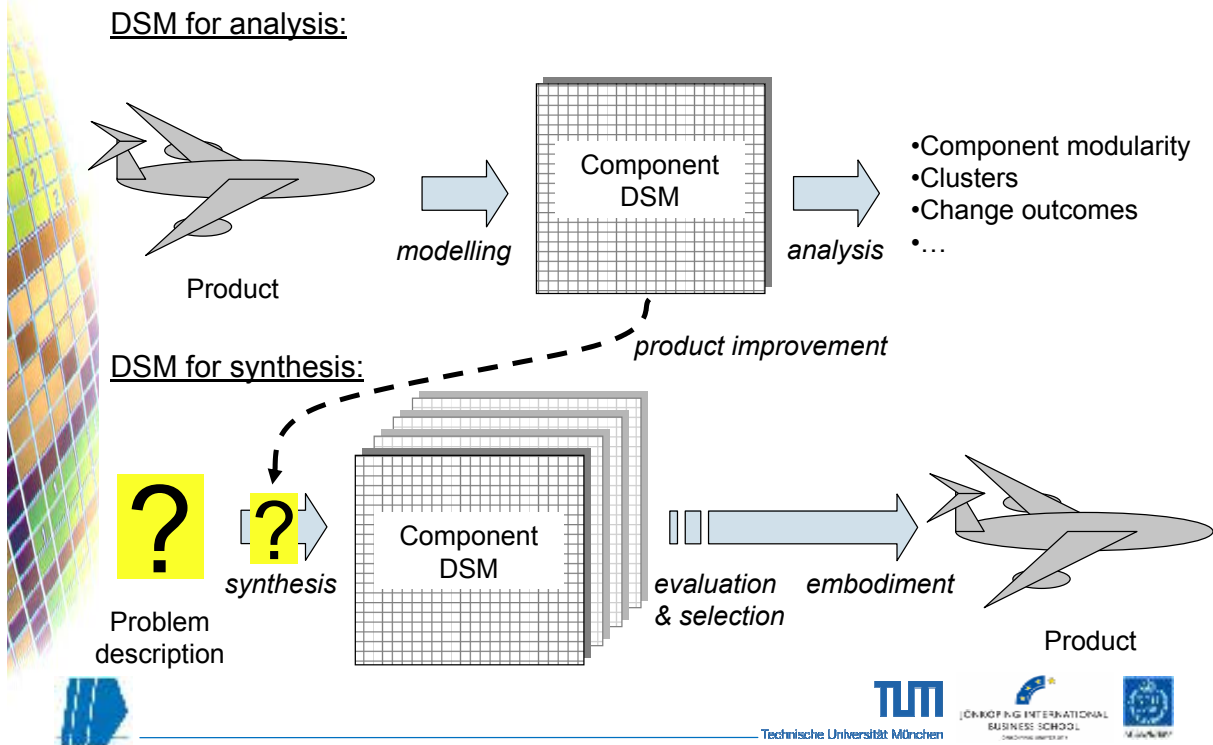 DSM for analysis:
Component
DSM
•Component modularity
•Clusters
•Change outcomes
•…
modelling
analysis
Product
product improvement
DSM for synthesis:
?
?
Component
DSM
synthesis
evaluation
& selection
embodiment
Problem
description
Product
TUM
Technische Universität München
JÖNKÖPING INTERNATIONAL
BUSINESS SCHOOL